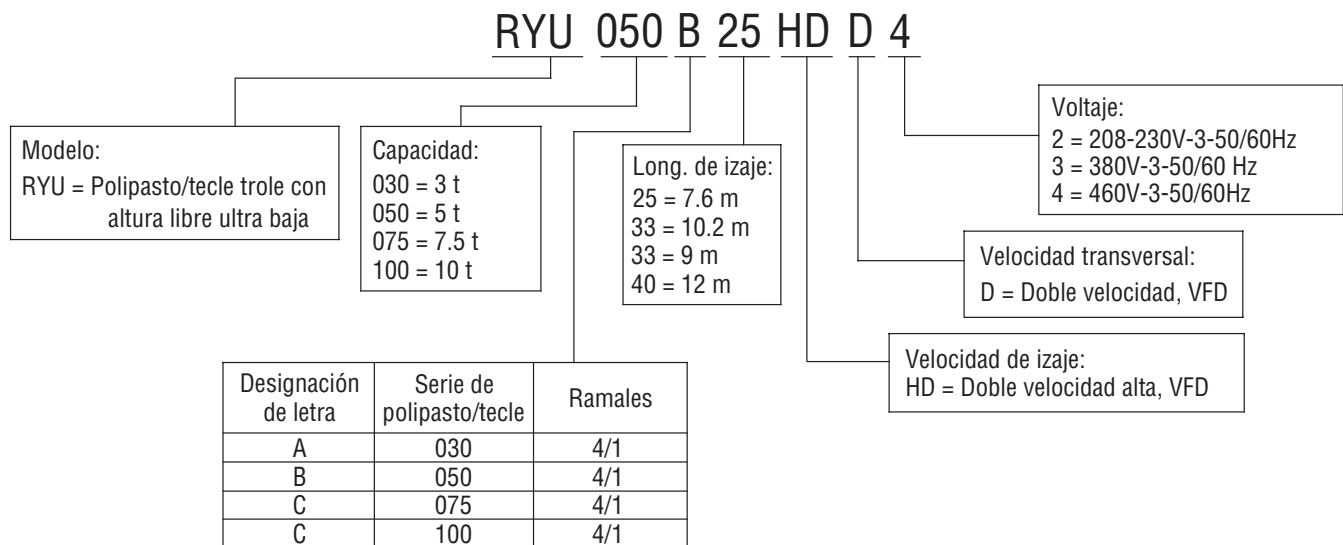 RYU 050 B 25 HD D 4
Modelo:
RYU = Polipasto/tecle trole con
altura libre ultra baja
Capacidad:
030 = 3 t
050 = 5 t
075 = 7.5 t
100 = 10 t
Long. de izaje:
25 = 7.6 m
33 = 10.2 m
33 = 9 m
40 = 12 m
Voltaje:
2 = 208-230V-3-50/60Hz
3 = 380V-3-50/60 Hz
4 = 460V-3-50/60Hz
Velocidad transversal:
D = Doble velocidad, VFD
Velocidad de izaje:
HD = Doble velocidad alta, VFD
Designación de letra Serie de polipasto/tecle Ramales
A 030 4/1
B 050 4/1
C 075 4/1
C 100 4/1